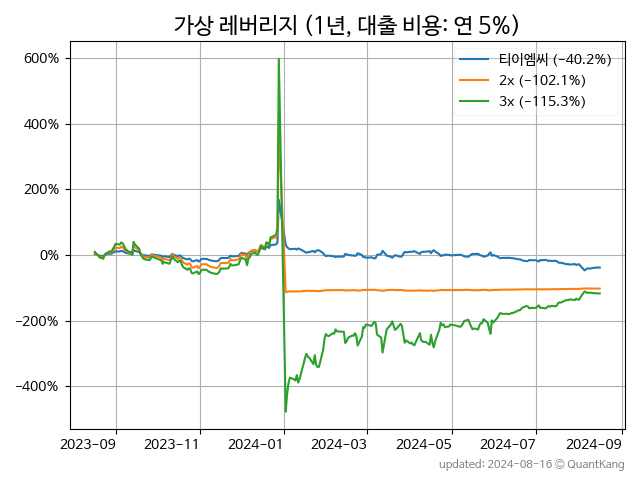 가상 레버리지 (1년, 대출 비용: 연 5%)
티이엠씨 (-40.2%)
2x (-102.1%)
3x (-115.3%)
600%
400%
200%
0%
-200%
-400%
2023-09 2023-11 2024-01 2024-03 2024-05 2024-07 2024-09
updated: 2024-08-16 © QuantKang